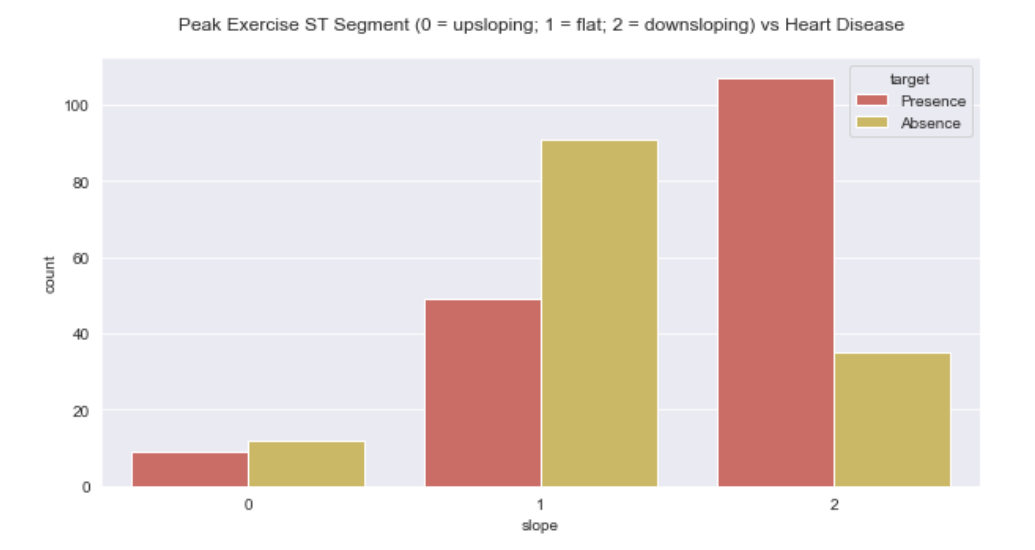 Peak Exercise ST Segment (0 = upsloping; 1 = flat; 2 = downsloping) vs Heart Disease
target
Presence
Absence
100
80
60
40
20
0
count
0 1 2
slope